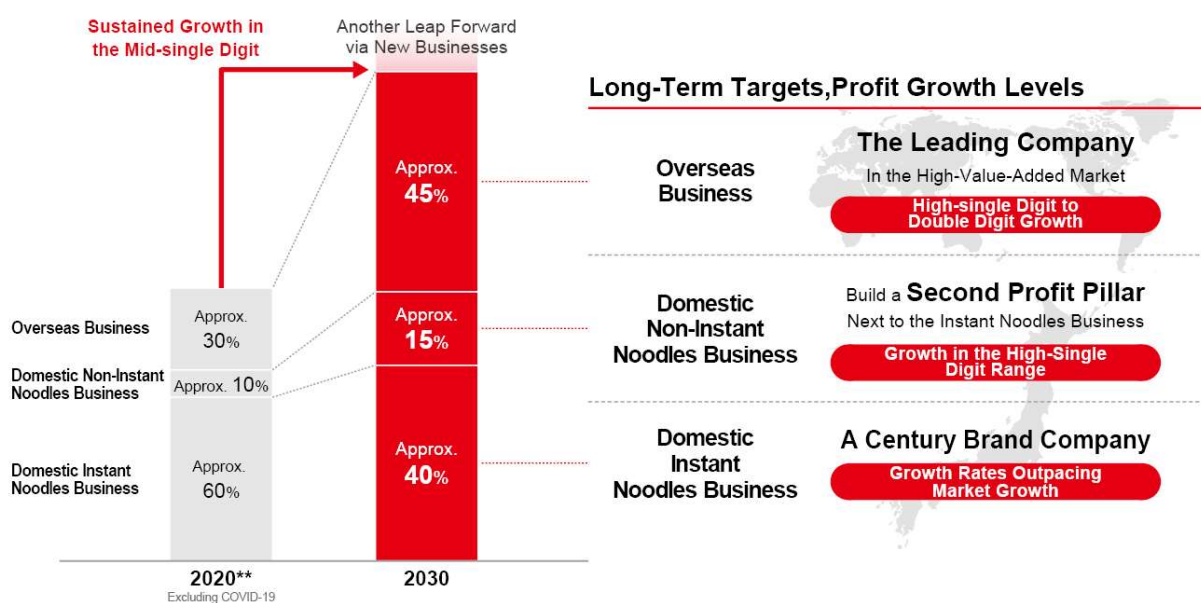 Sustained Growth in
the Mid-single Digit
Another Leap Forward
via New Businesses
Overseas Business
Domestic Non-Instant
Noodles Business
Domestic Instant
Noodles Business
Approx.
30%
Approx. 10%
Approx.
60%
2020**
Excluding COVID-19
Approx.
45%
Approx.
15%
Approx.
40%
2030
Long-Term Targets,Profit Growth Levels
Overseas
Business
The Leading Company
In the High-Value-Added Market
High-single Digit to
Double Digit Growth
Domestic
Non-Instant
Noodles Business
Build a Second Profit Pillar
Next to the Instant Noodles Business
Growth in the High-Single
Digit Range
Domestic
Instant
Noodles Business
A Century Brand Company
Growth Rates Outpacing
Market Growth